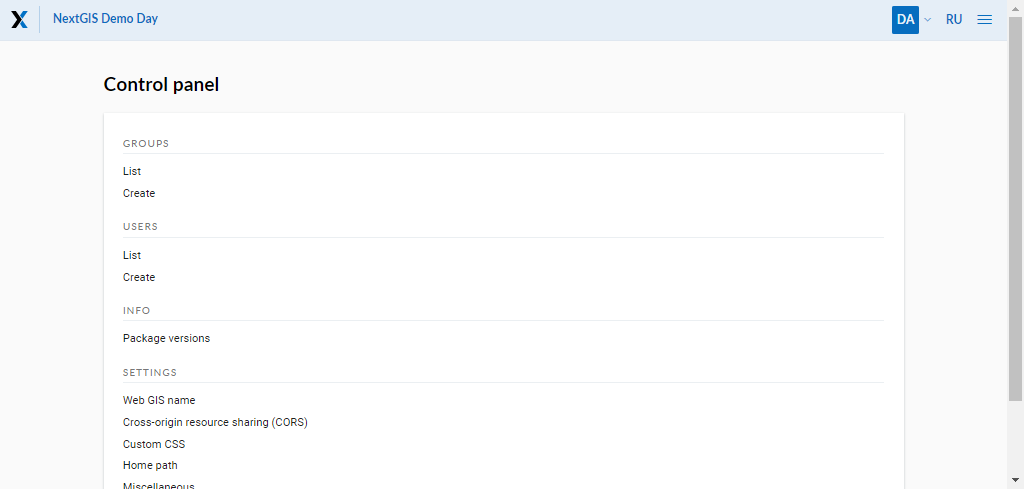 NextGIS Demo Day
DA
RU
Control panel
GROUPS
List
Create
USERS
List
Create
INFO
Package versions
SETTINGS
Web GIS name
Cross-origin resource sharing (CORS)
Custom CSS
Home path
Miscellaneous